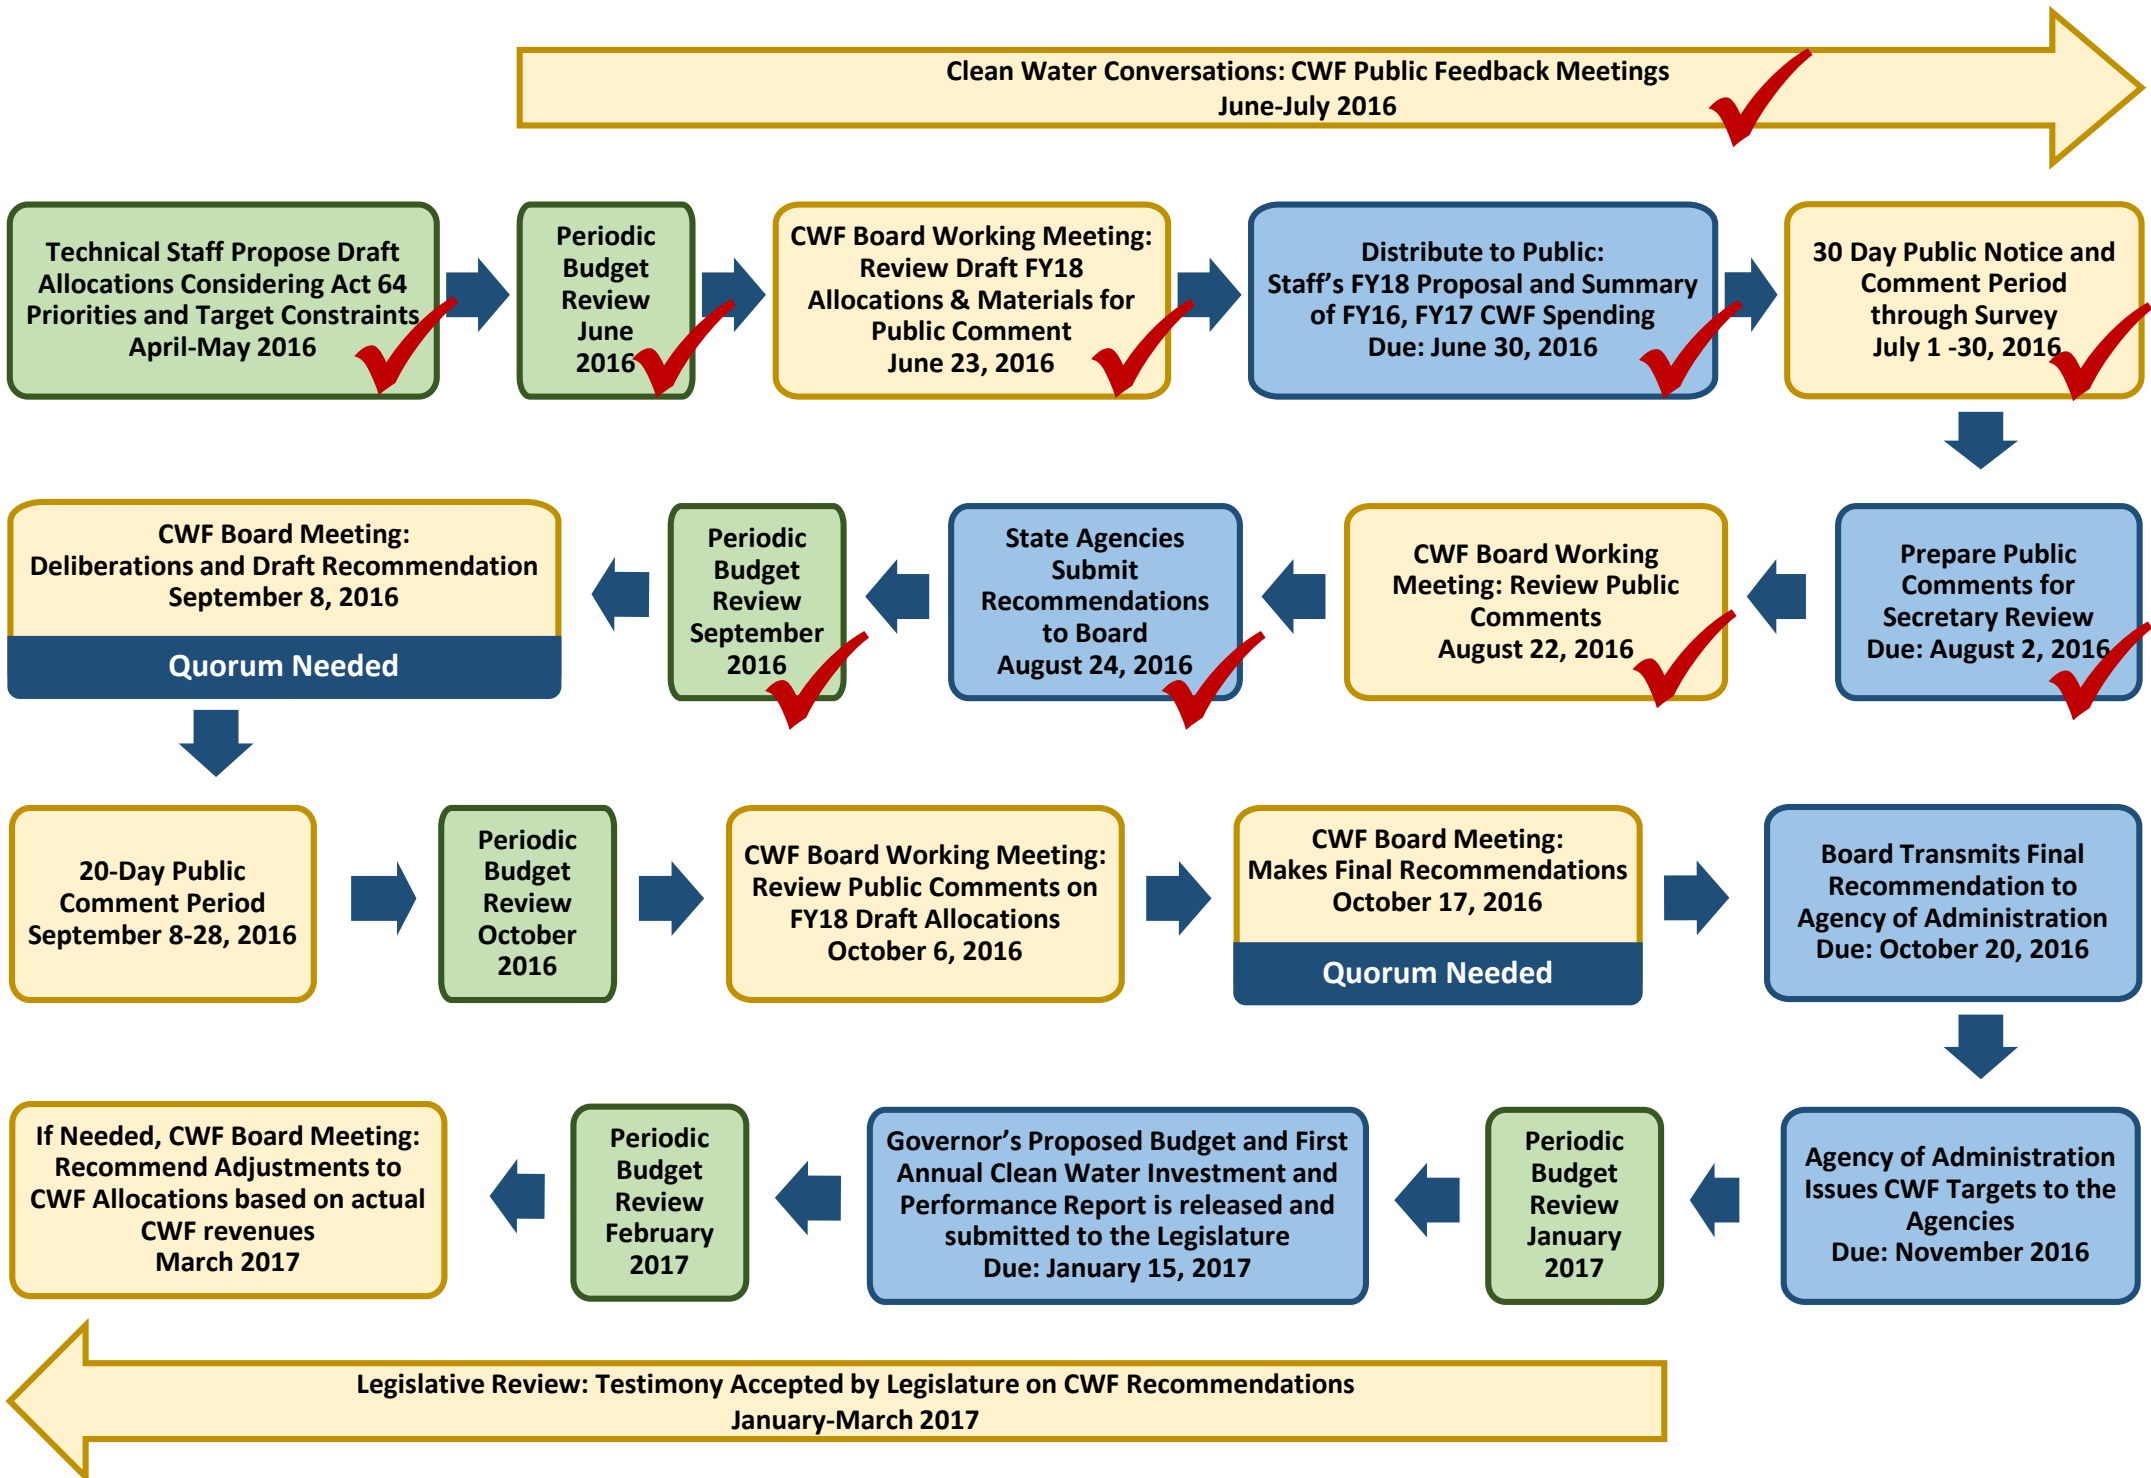 Clean Water Conversations: CWF Public Feedback Meetings
June-July 2016
Technical Staff Propose Draft
Allocations Considering Act 64
Priorities and Target Constraints
April-May 2016
Periodic
Budget
Review
June
2016
CWF Board Working Meeting:
Review Draft FY18
Allocations & Materials for
Public Comment
June 23, 2016
Distribute to Public:
Staff's FY18 Proposal and Summary
of FY16, FY17 CWF Spending
Due: June 30, 2016
30 Day Public Notice and
Comment Period
through Survey
July 1 -30, 2016
Prepare Public
Comments for
Secretary Review
Due: August 2, 2016
CWF Board Working
Meeting: Review Public
Comments
August 22, 2016
State Agencies
Submit
Recommendations
to Board
August 24, 2016
Periodic
Budget
Review
September
2016
CWF Board Meeting:
Deliberations and Draft Recommendation
September 8, 2016
Quorum Needed
20-Day Public
Comment Period
September 8-28, 2016
Periodic
Budget
Review
October
2016
CWF Board Working Meeting:
Review Public Comments on
FY18 Draft Allocations
October 6, 2016
CWF Board Meeting:
Makes Final Recommendations
October 17, 2016
Quorum Needed
Board Transmits Final
Recommendation to
Agency of Administration
Due: October 20, 2016
Agency of Administration
Issues CWF Targets to the
Agencies
Due: November 2016
Periodic
Budget
Review
January
2017
Governor's Proposed Budget and First
Annual Clean Water Investment and
Performance Report is released and
submitted to the Legislature
Due: January 15, 2017
Periodic
Budget
Review
February
2017
If Needed, CWF Board Meeting:
Recommend Adjustments to
CWF Allocations based on actual
CWF revenues
March 2017
Legislative Review: Testimony Accepted by Legislature on CWF Recommendations
January-March 2017